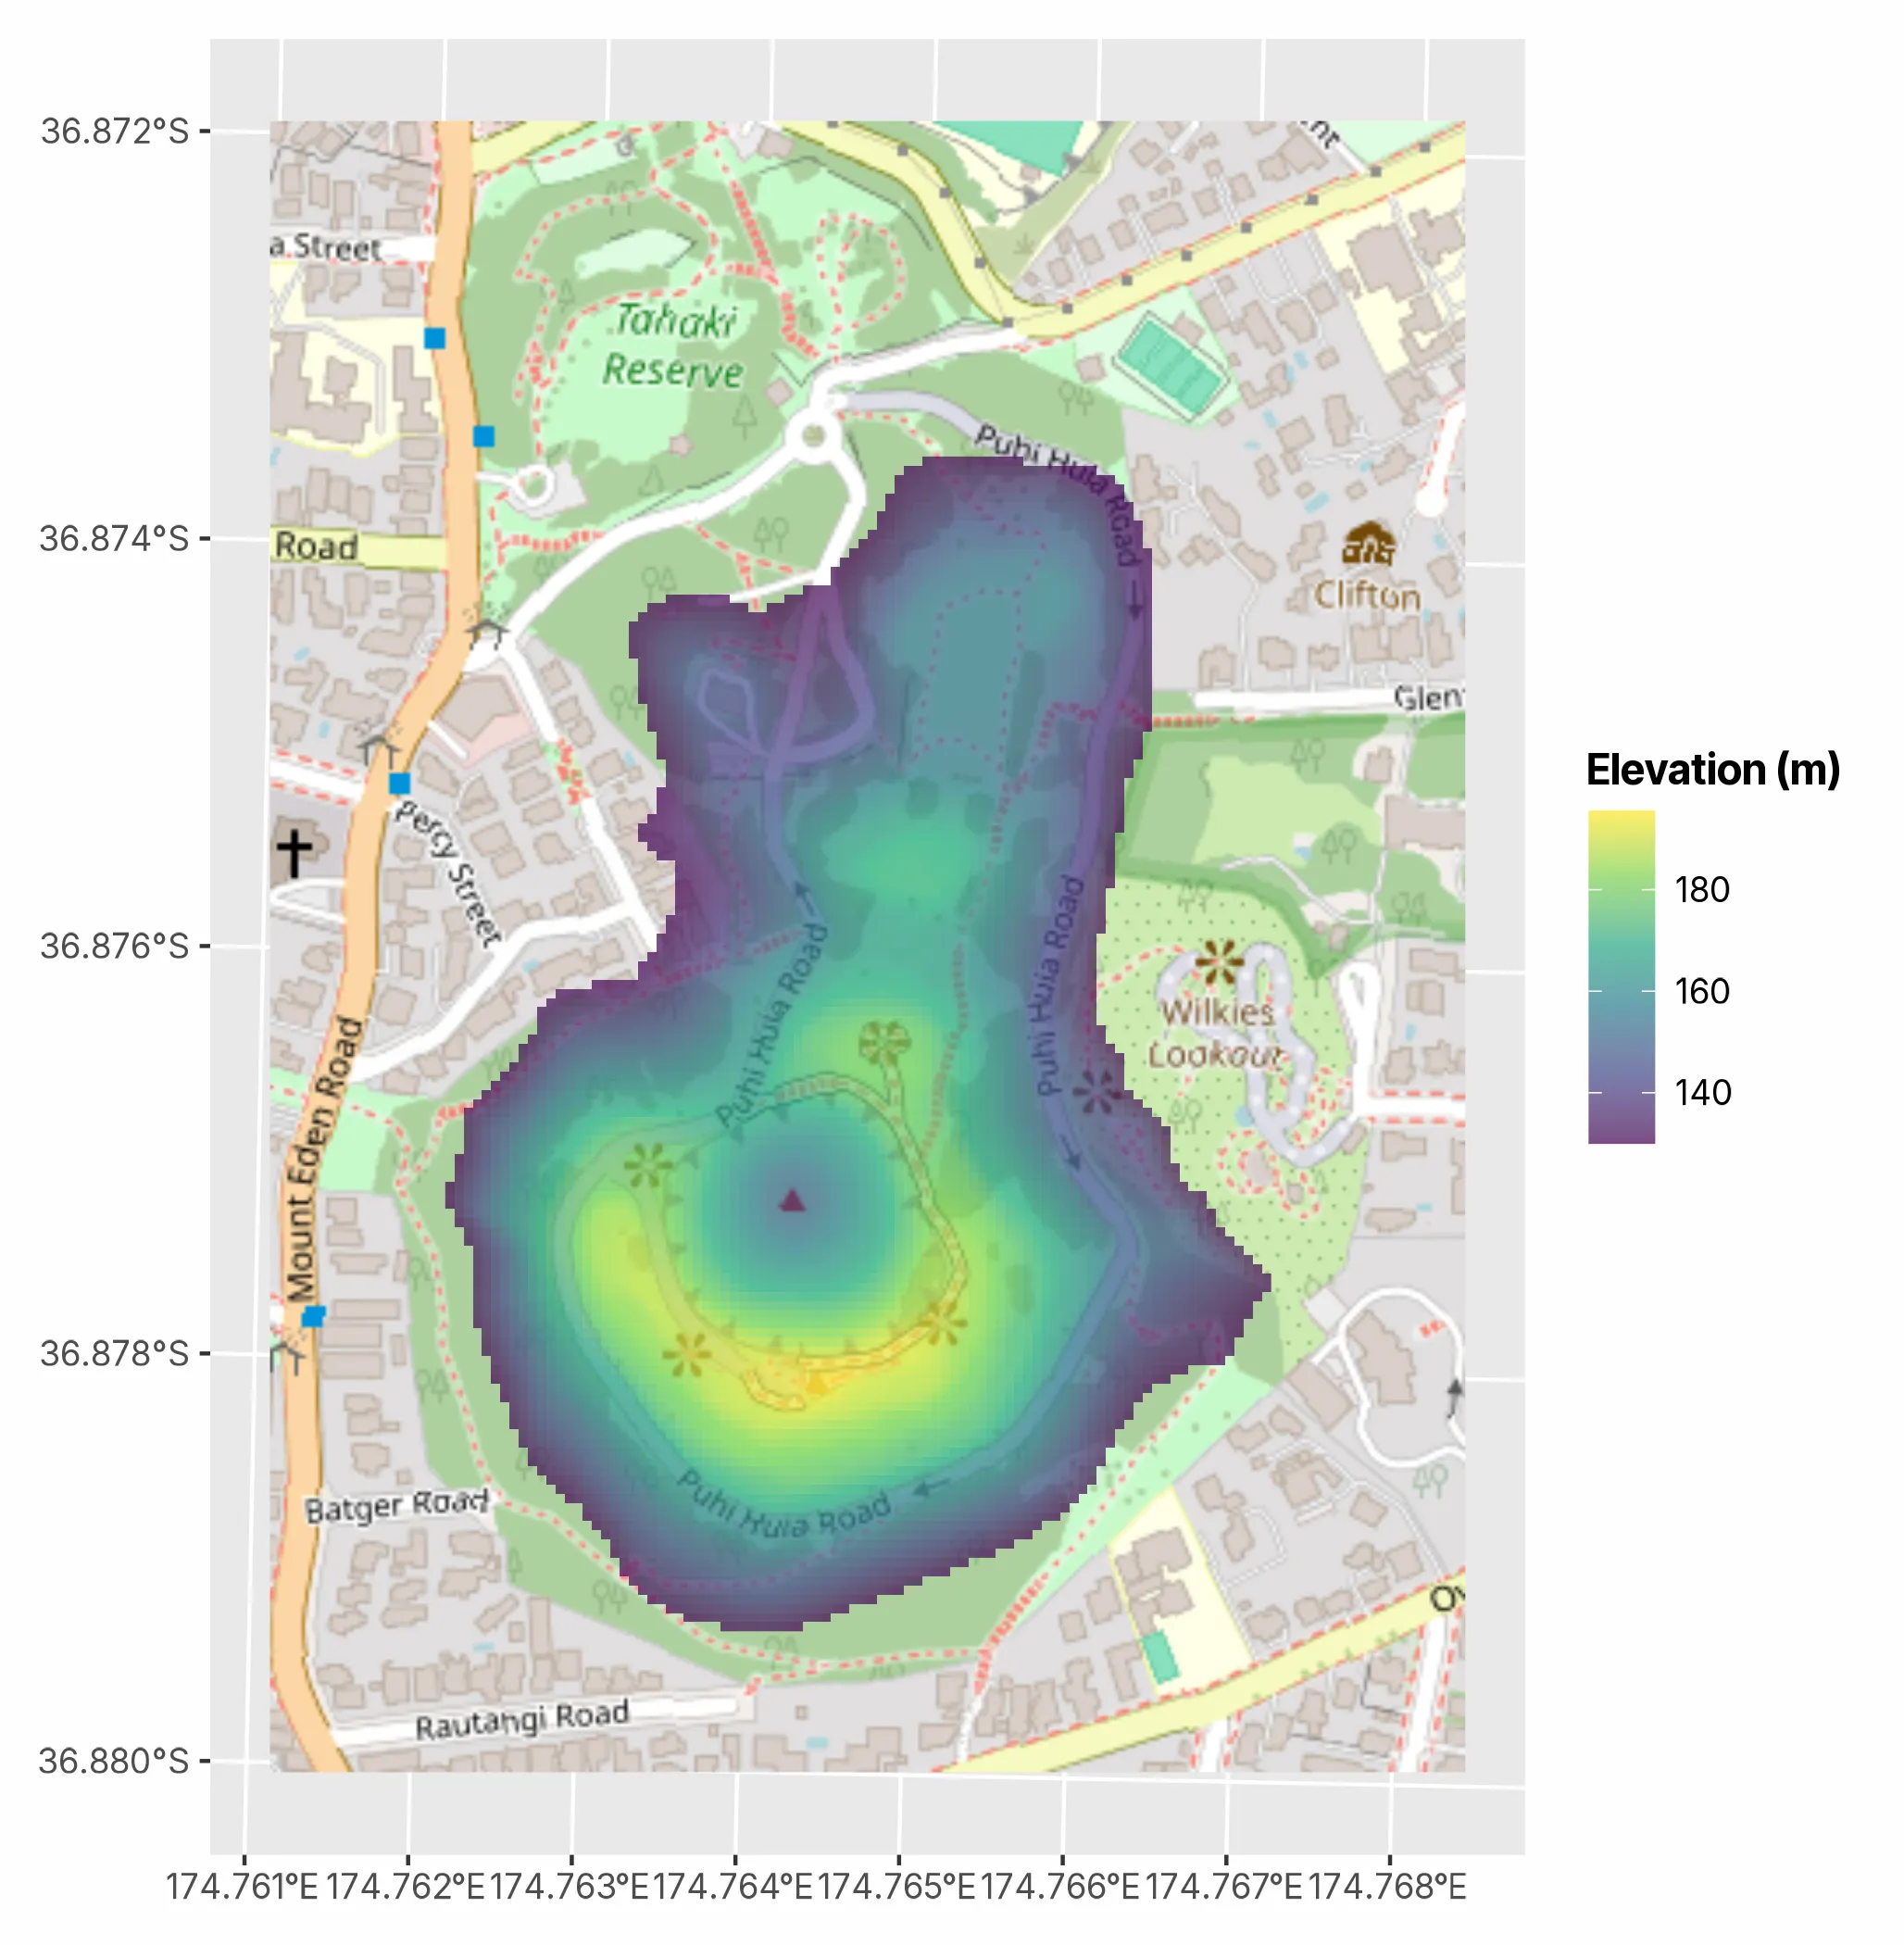 36.872°S
a Street
Tahaki
Reserve
Puhi Huia Road
36.874°S
Road
Clifton
Glen
Percy Street
Puhi Huia Road
36.876°S
Puhi Huia Road
Wilkies
Lookout
Mount Eden Road
Elevation (m)
180
160
140
36.878°S
Batger Road
Puhi Huia Road
Rautangi Road
36.880°S
174.761°E 174.762°E 174.763°E 174.764°E 174.765°E 174.766°E 174.767°E 174.768°E